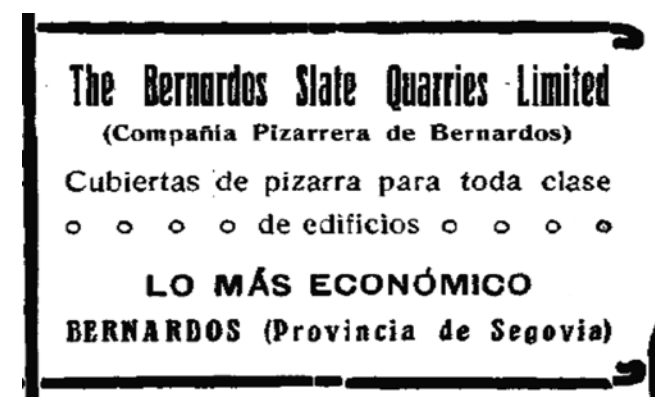 The Bernardos Slate Quarries Limited
(Compañia Pizarrera de Bernardos)
Cubiertas de pizarra para toda clase
o o o o de edificios o o o o
LO MÁS ECONÓMICO
BERNARDOS (Provincia de Segovia)